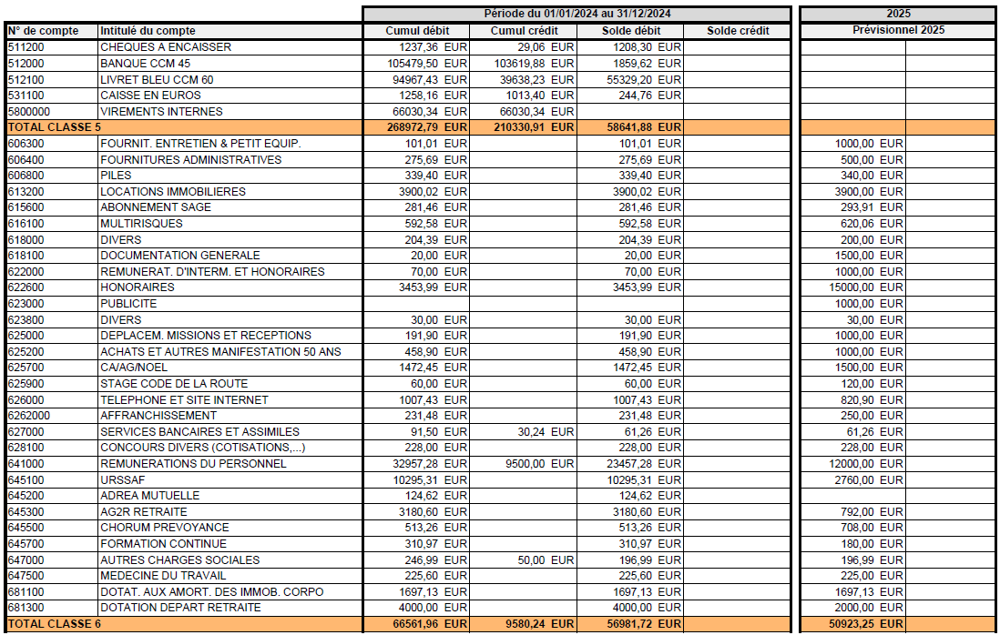 Période du 01/01/2024 au 31/12/2024 2025
N° de compte Intitulé du compte Cumul débit Cumul crédit Solde débit Solde crédit Prévisionnel 2025
511200 CHEQUES A ENCAISSER 1237,36 EUR 29,06 EUR 1208,30 EUR
512000 BANQUE CCM 45 105479,50 EUR 103619,88 EUR 1859,62 EUR
512100 LIVRET BLEU CCM 60 94967,43 EUR 39638,23 EUR 55329,20 EUR
531100 CAISSE EN EUROS 1258,16 EUR 1013,40 EUR 244,76 EUR
5800000 VIREMENTS INTERNES 66030,34 EUR 66030,34 EUR
TOTAL CLASSE 5 268972,79 EUR 210330,91 EUR 58641,88 EUR
606300 FOURNIT. ENTRETIEN & PETIT EQUIP. 101,01 EUR 101,01 EUR 1000,00 EUR
606400 FOURNITURES ADMINISTRATIVES 275,69 EUR 275,69 EUR 500,00 EUR
606800 PILES 339,40 EUR 339,40 EUR 340,00 EUR
613200 LOCATIONS IMMOBILIERES 3900,02 EUR 3900,02 EUR 3900,00 EUR
615600 ABONNEMENT SAGE 281,46 EUR 281,46 EUR 293,91 EUR
616100 MULTIRISQUES 592,58 EUR 592,58 EUR 620,06 EUR
618000 DIVERS 204,39 EUR 204,39 EUR 200,00 EUR
618100 DOCUMENTATION GENERALE 20,00 EUR 20,00 EUR 1500,00 EUR
622000 REMUNERAT. D'INTERM. ET HONORAIRES 70,00 EUR 70,00 EUR 1000,00 EUR
622600 HONORAIRES 3453,99 EUR 3453,99 EUR 15000,00 EUR
623000 PUBLICITE 1000,00 EUR
623800 DIVERS 30,00 EUR 30,00 EUR 30,00 EUR
625000 DEPLACEM. MISSIONS ET RECEPTIONS 191,90 EUR 191,90 EUR 1000,00 EUR
625200 ACHATS ET AUTRES MANIFESTATION 50 ANS 458,90 EUR 458,90 EUR 1000,00 EUR
625700 CA/AG/NOEL 1472,45 EUR 1472,45 EUR 1500,00 EUR
625900 STAGE CODE DE LA ROUTE 60,00 EUR 60,00 EUR 120,00 EUR
626000 TELEPHONE ET SITE INTERNET 1007,43 EUR 1007,43 EUR 820,90 EUR
6262000 AFFRANCHISSEMENT 231,48 EUR 231,48 EUR 250,00 EUR
627000 SERVICES BANCAIRES ET ASSIMILES 91,50 EUR 30,24 EUR 61,26 EUR 61,26 EUR
628100 CONCOURS DIVERS (COTISATIONS,...) 228,00 EUR 228,00 EUR 228,00 EUR
641000 REMUNERATIONS DU PERSONNEL 32957,28 EUR 9500,00 EUR 23457,28 EUR 12000,00 EUR
645100 URSSAF 10295,31 EUR 10295,31 EUR 2760,00 EUR
645200 ADREA MUTUELLE 124,62 EUR 124,62 EUR
645300 AG2R RETRAITE 3180,60 EUR 3180,60 EUR 792,00 EUR
645500 CHORUM PREVOYANCE 513,26 EUR 513,26 EUR 708,00 EUR
645700 FORMATION CONTINUE 310,97 EUR 310,97 EUR 180,00 EUR
647000 AUTRES CHARGES SOCIALES 246,99 EUR 50,00 EUR 196,99 EUR 196,99 EUR
647500 MEDECINE DU TRAVAIL 225,60 EUR 225,60 EUR 225,00 EUR
681100 DOTAT. AUX AMORT. DES IMMOB. CORPO 1697,13 EUR 1697,13 EUR 1697,13 EUR
681300 DOTATION DEPART RETRAITE 4000,00 EUR 4000,00 EUR 2000,00 EUR
TOTAL CLASSE 6 66561,96 EUR 9580,24 EUR 56981,72 EUR 50923,25 EUR